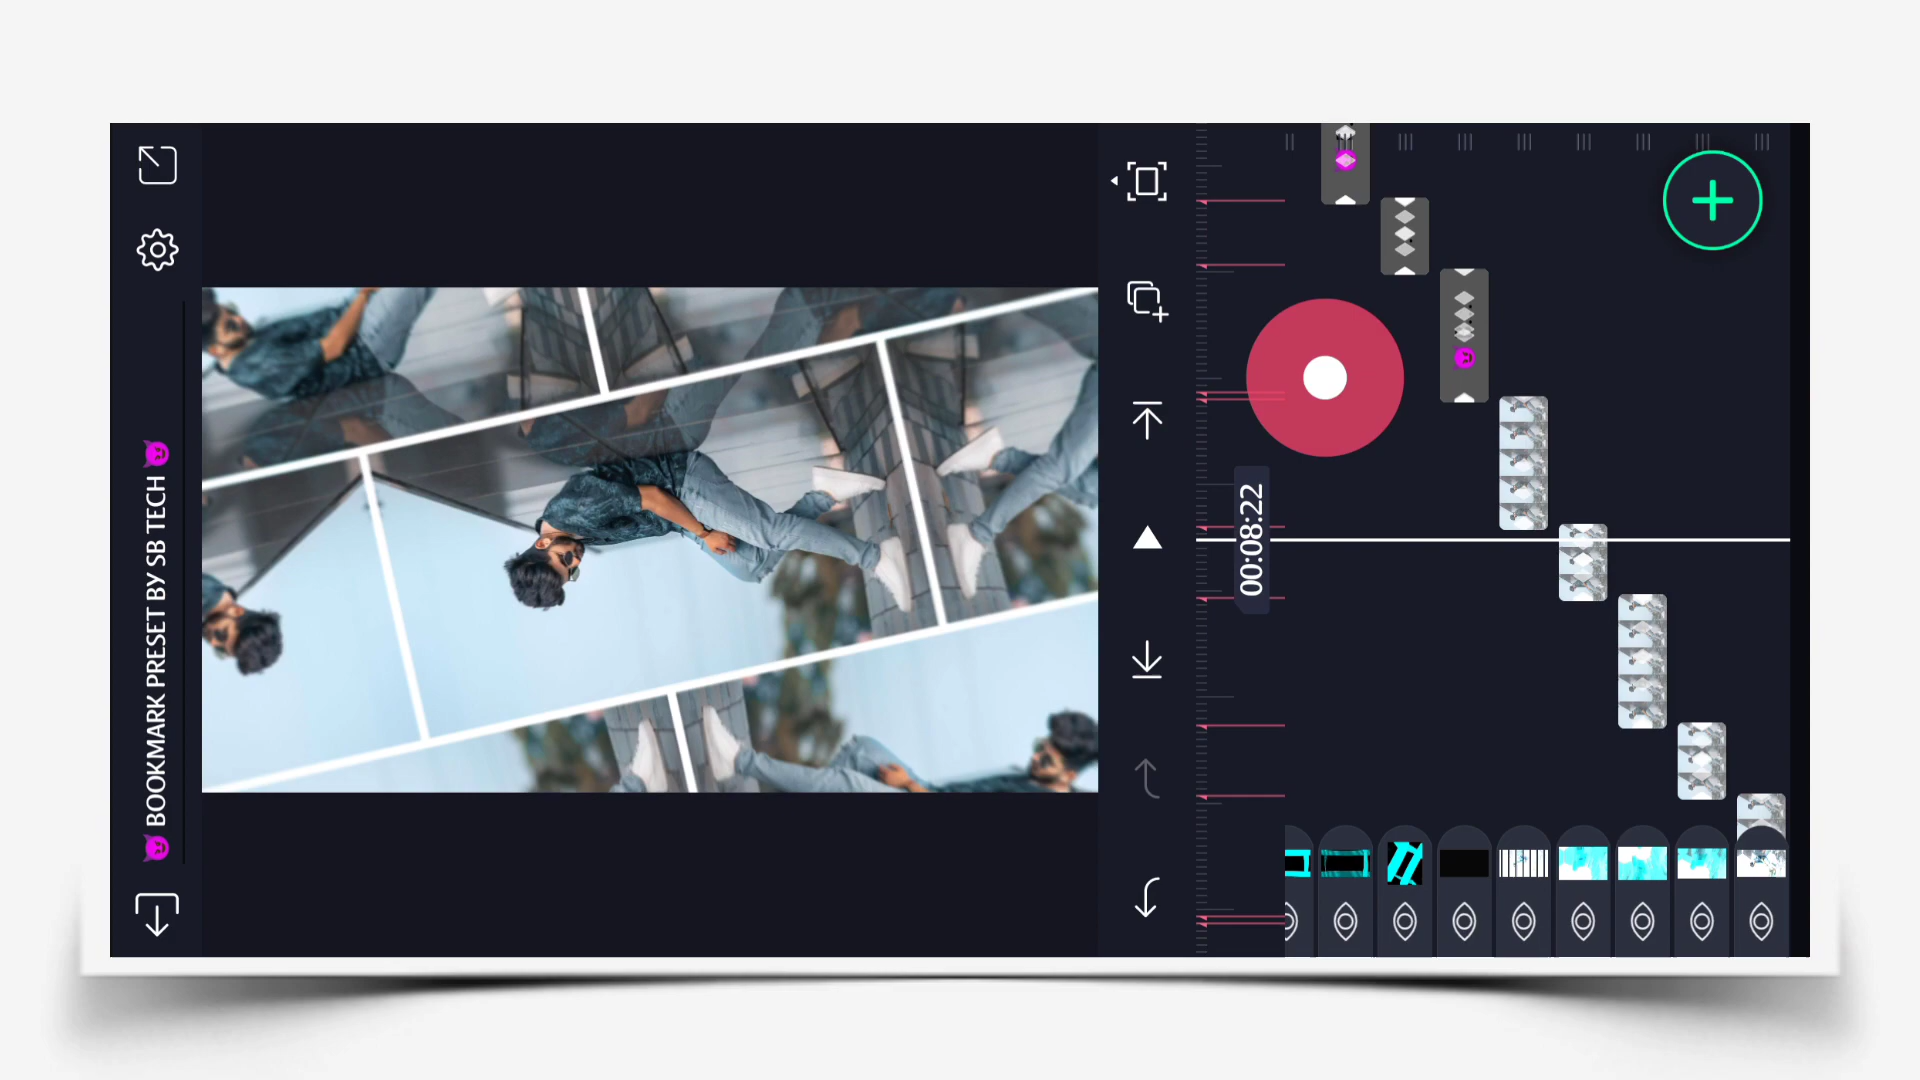 😈 BOOKMARK PRESET BY SB TECH 😈
00:08:22